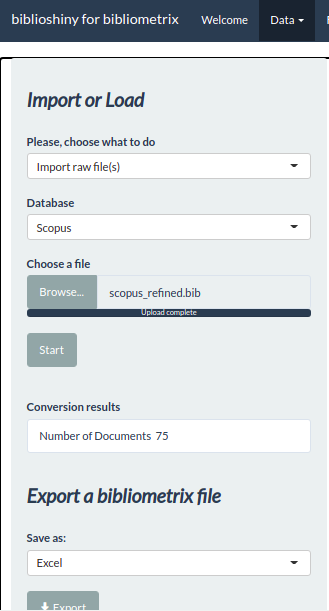 biblioshiny for bibliometrix Welcome Data
Import or Load
Please, choose what to do
Import raw file(s)
Database
Scopus
Choose a file
Browse... scopus_refined.bib
Upload complete
Start
Conversion results
Number of Documents 75
Export a bibliometrix file
Save as:
Excel
Export